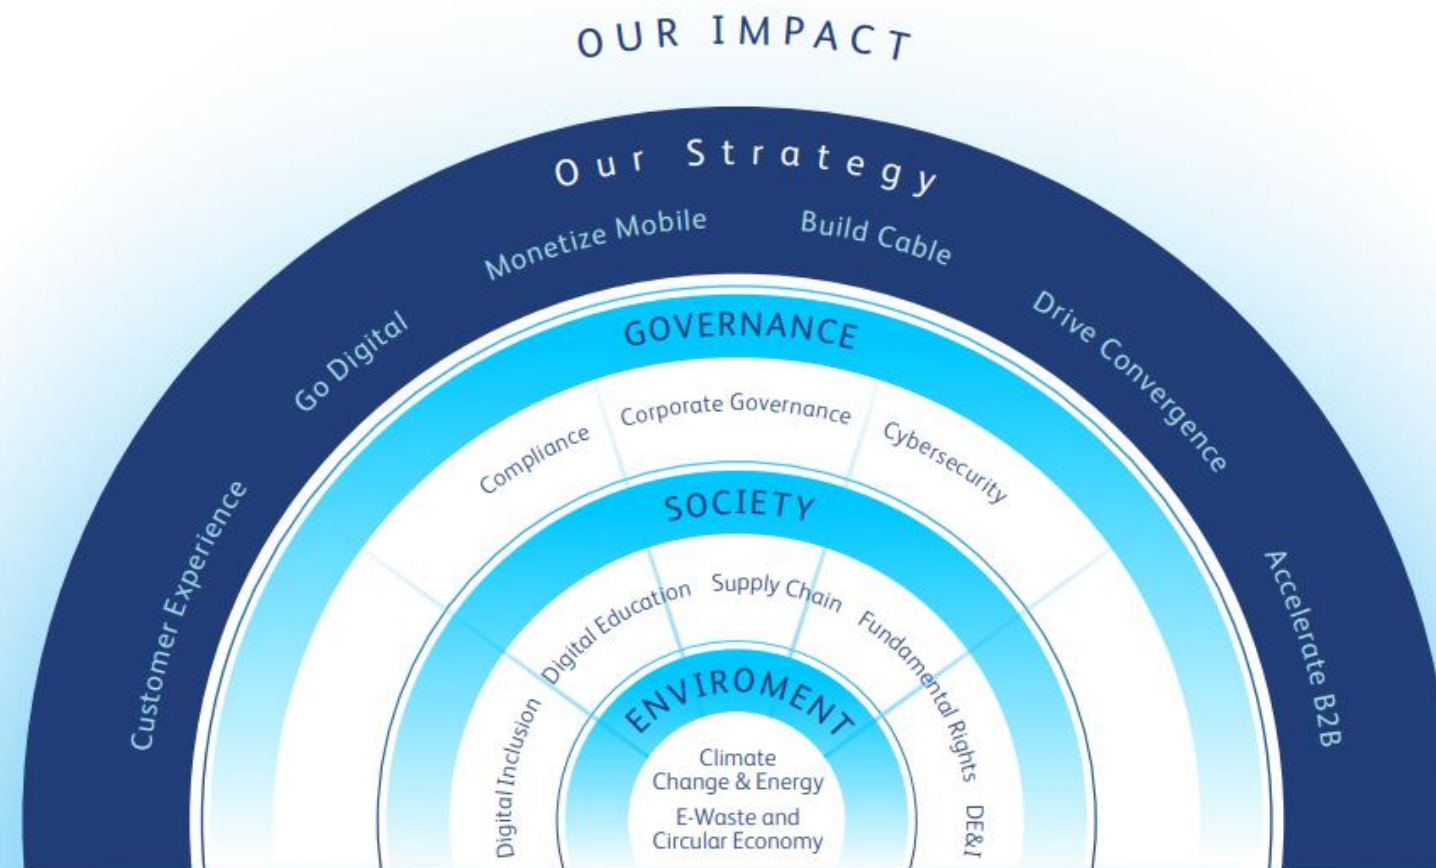 OUR IMPACT
Our Strategy
Customer Experience
Go Digital
Monetize Mobile
Build Cable
Drive Convergence
Accelerate B2B
GOVERNANCE
Compliance
Corporate Governance
Cybersecurity
SOCIETY
Digital Inclusion
Digital Education
Supply Chain
Fundamental Rights
DE&I
ENVIROMENT
Climate
Change & Energy
E-Waste and
Circular Economy